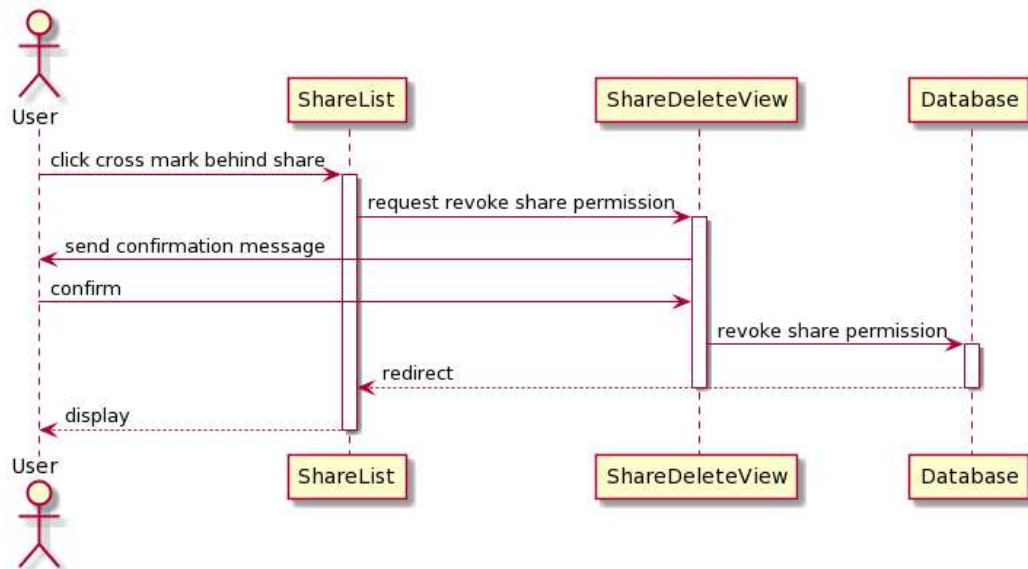 User
ShareList
ShareDeleteView
Database
click cross mark behind share
request revoke share permission
send confirmation message
confirm
revoke share permission
redirect
display
User
ShareList
ShareDeleteView
Database